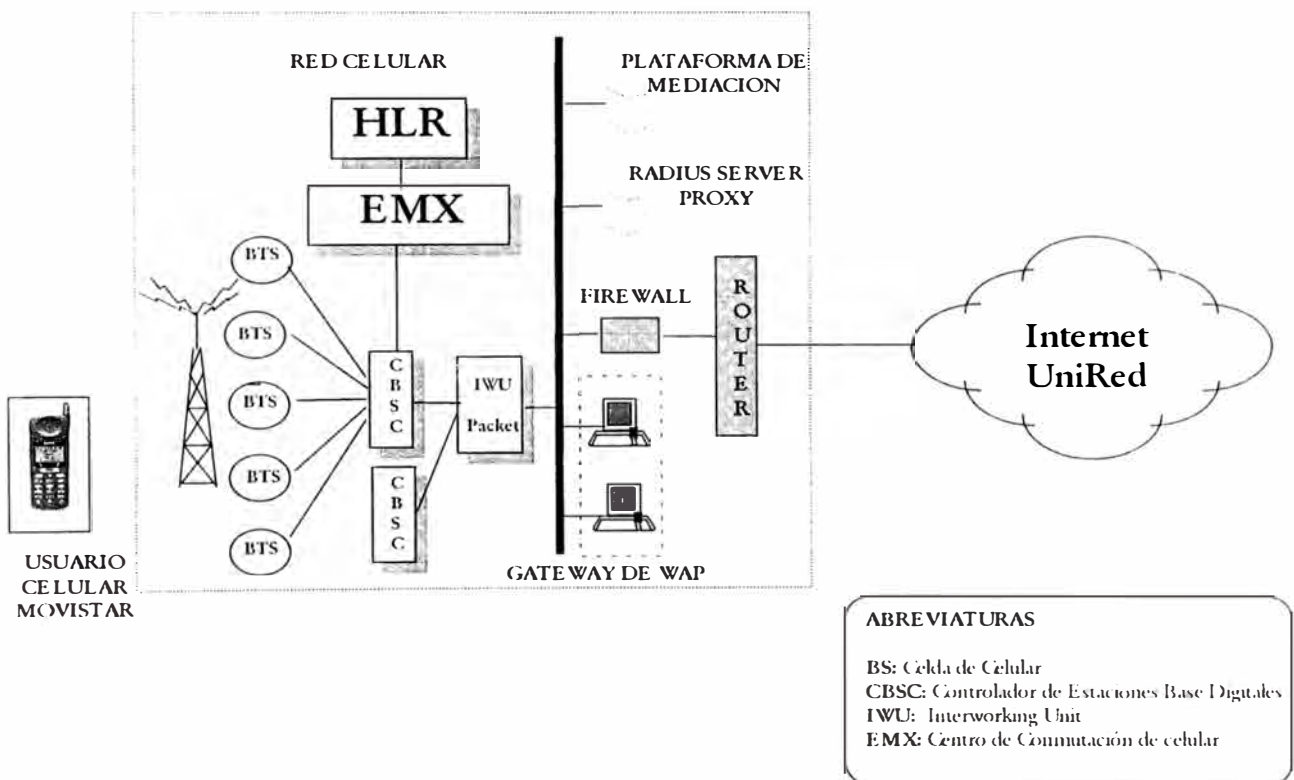 RED CELULAR
HLR
EMX
BTS
BTS
BTS
BTS
BTS
CBSC
CBSC
IWU
Packet
PLATAFORMA DE
MEDIACION
RADIUS SERVER
PROXY
FIREWALL
ROUTER
Internet
UniRed
GATEWAY DE WAP
USUARIO
CELULAR
MOVISTAR
ABREVIATURAS
BS: Celda de Celular
CBSC: Controlador de Estaciones Base Digitales
IWU: Interworking Unit
EMX: Centro de Conmutación de celular